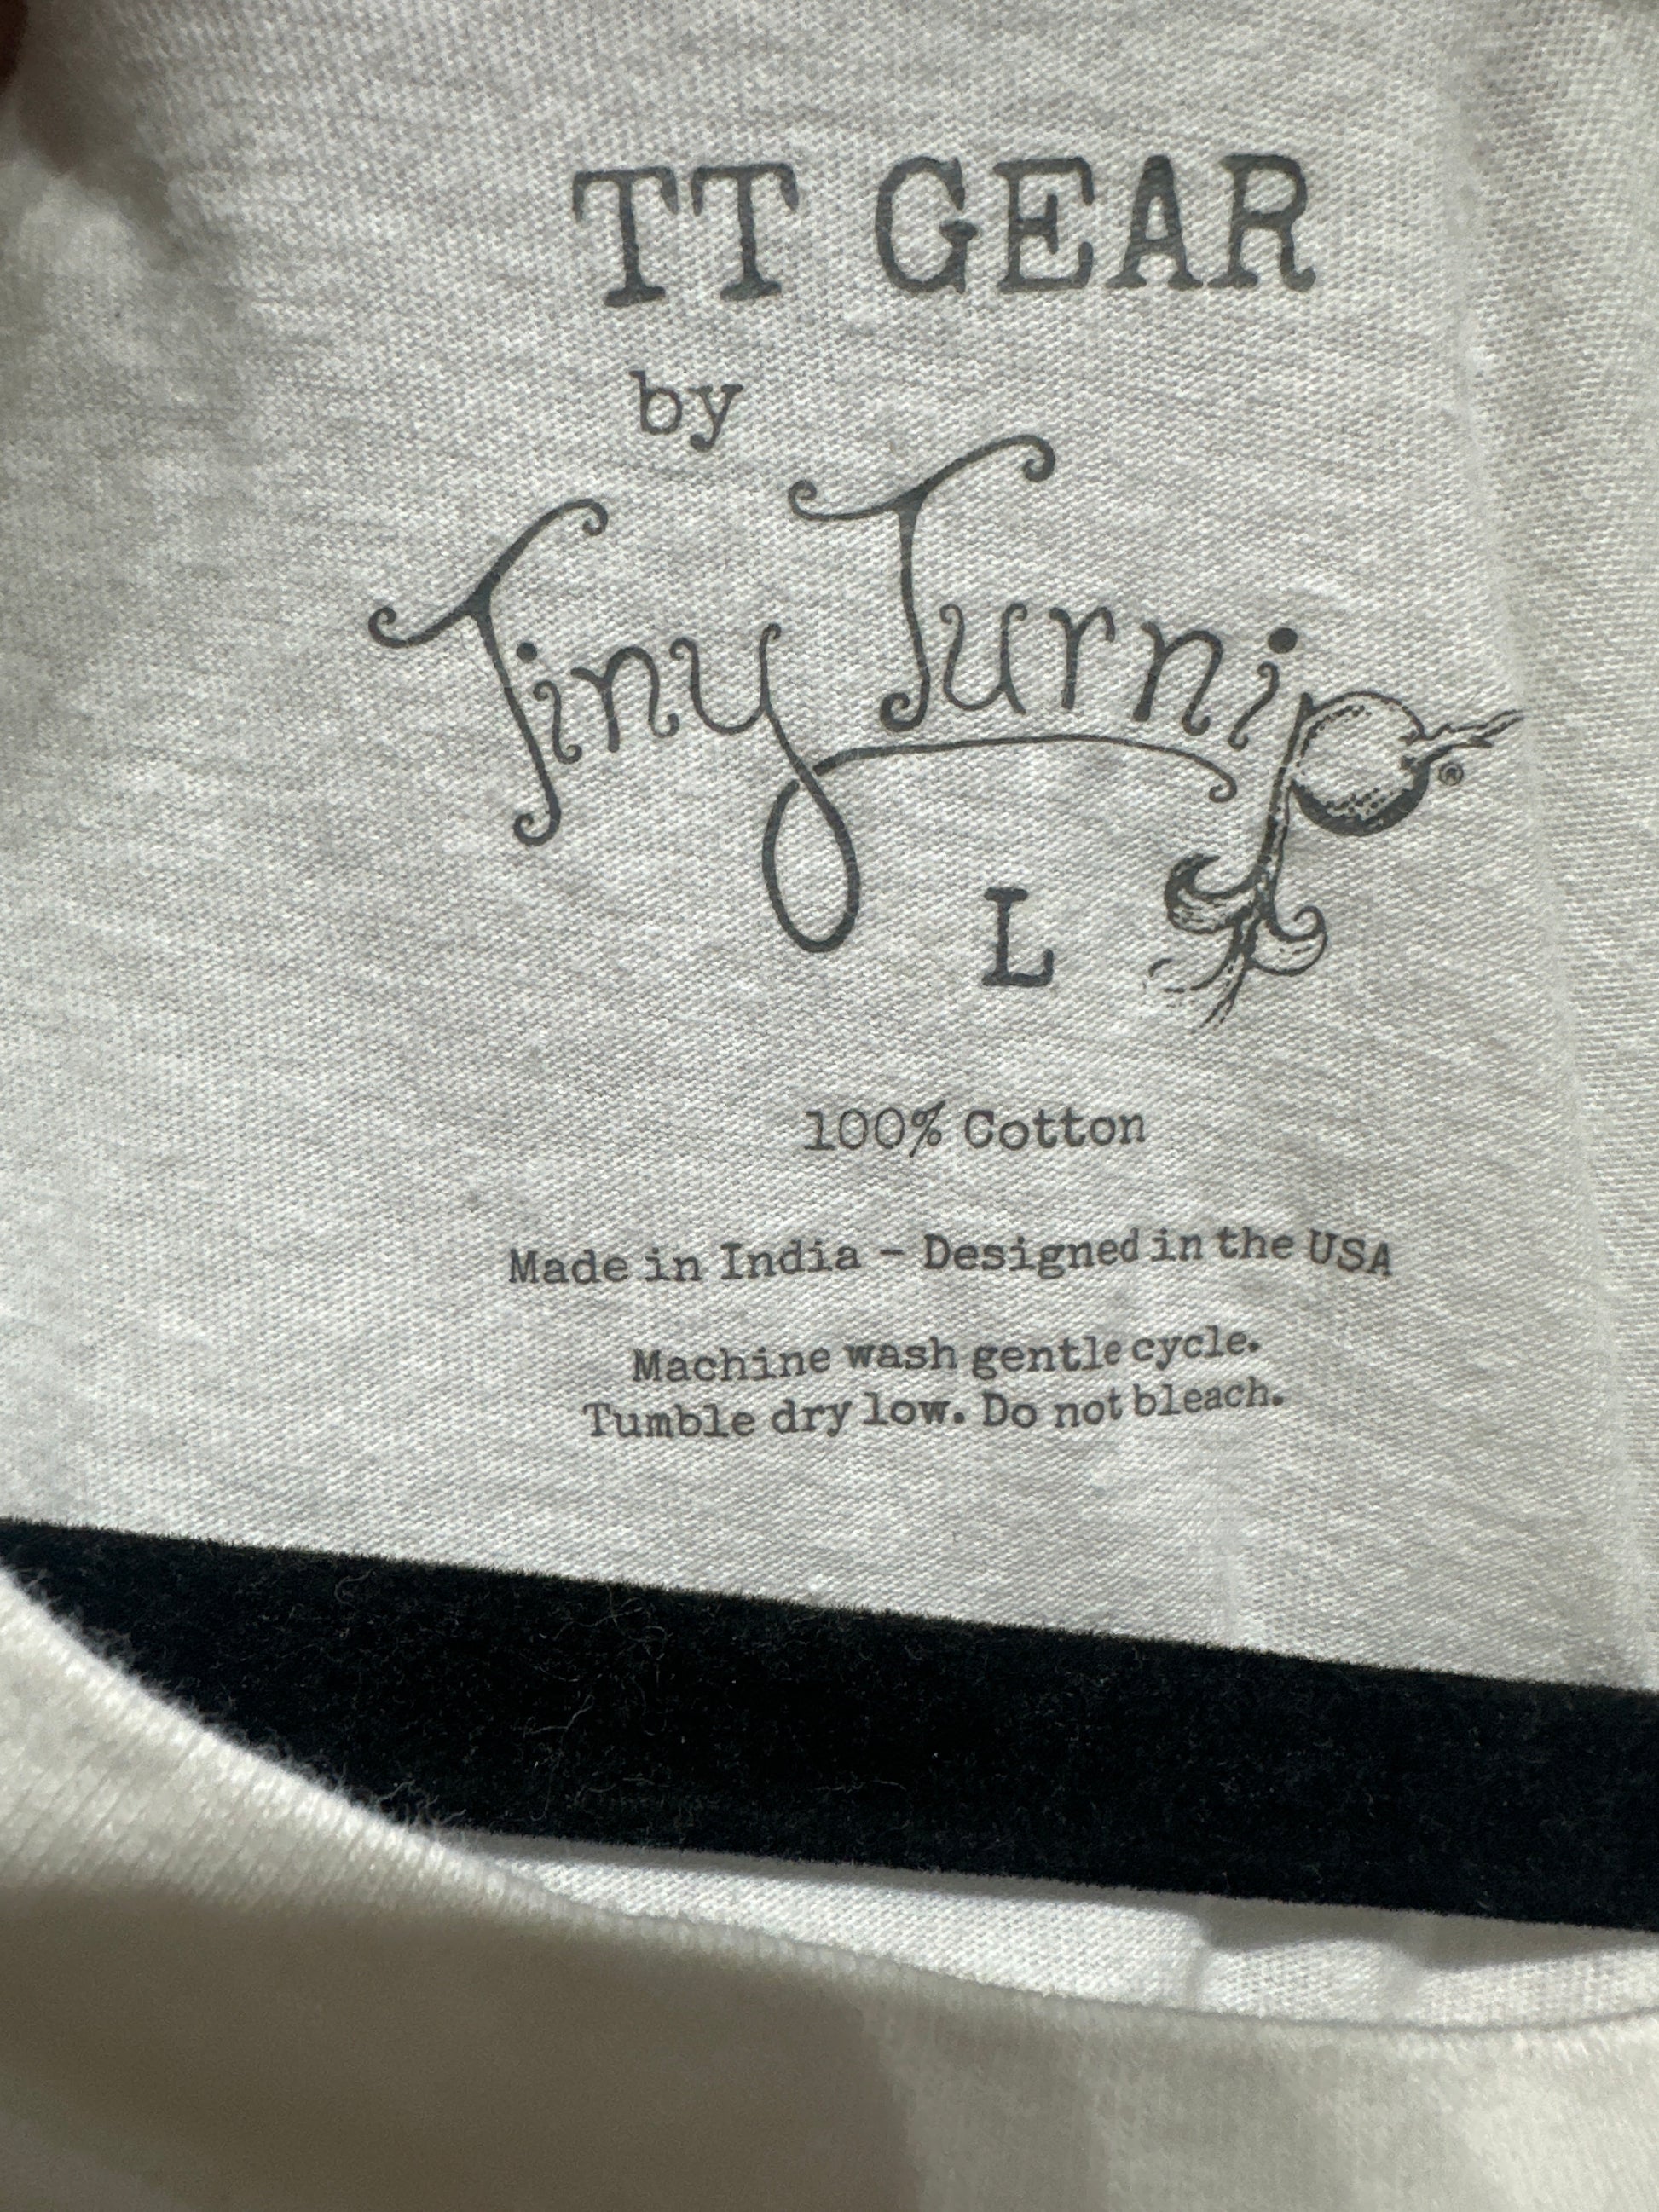 TT GEAR
by
Tiny Turnip®
L
100% Cotton
Made in India - Designed in the USA
Machine wash gentle cycle.
Tumble dry low. Do not bleach.